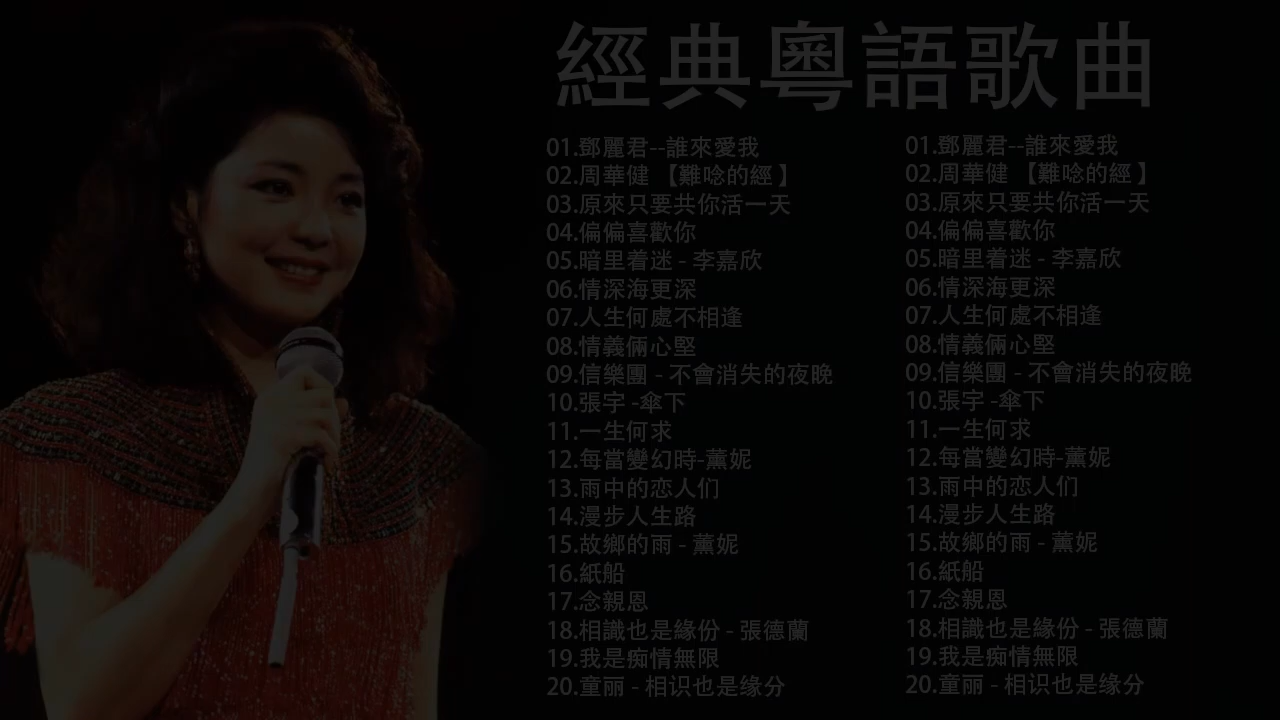 經典粵語歌曲
01.鄧麗君--誰來愛我
02.周華健 【難唸的經】
03.原來只要共你活一天
04.偏偏喜歡你
05.暗里着迷 - 李嘉欣
06.情深海更深
07.人生何處不相逢
08.情義倆心堅
09.信樂團 - 不會消失的夜晚
10.張宇 -傘下
11.一生何求
12.每當變幻時-薰妮
13.雨中的恋人们
14.漫步人生路
15.故鄉的雨 - 薰妮
16.紙船
17.念親恩
18.相識也是緣份 - 張德蘭
19.我是痴情無限
20.童丽 - 相识也是缘分
01.鄧麗君--誰來愛我
02.周華健 【難唸的經】
03.原來只要共你活一天
04.偏偏喜歡你
05.暗里着迷 - 李嘉欣
06.情深海更深
07.人生何處不相逢
08.情義倆心堅
09.信樂團 - 不會消失的夜晚
10.張宇 -傘下
11.一生何求
12.每當變幻時-薰妮
13.雨中的恋人们
14.漫步人生路
15.故鄉的雨 - 薰妮
16.紙船
17.念親恩
18.相識也是緣份 - 張德蘭
19.我是痴情無限
20.童丽 - 相识也是缘分